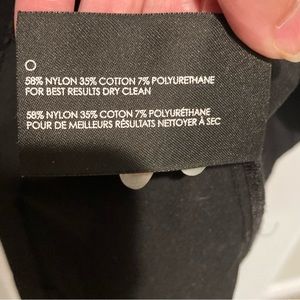 O
58% NYLON 35% COTTON 7% POLYURETHANE
FOR BEST RESULTS DRY CLEAN
58% NYLON 35% COTTON 7% POLYURÉTHANE
POUR DE MEILLEURS RÉSULTATS NETTOYER À SEC